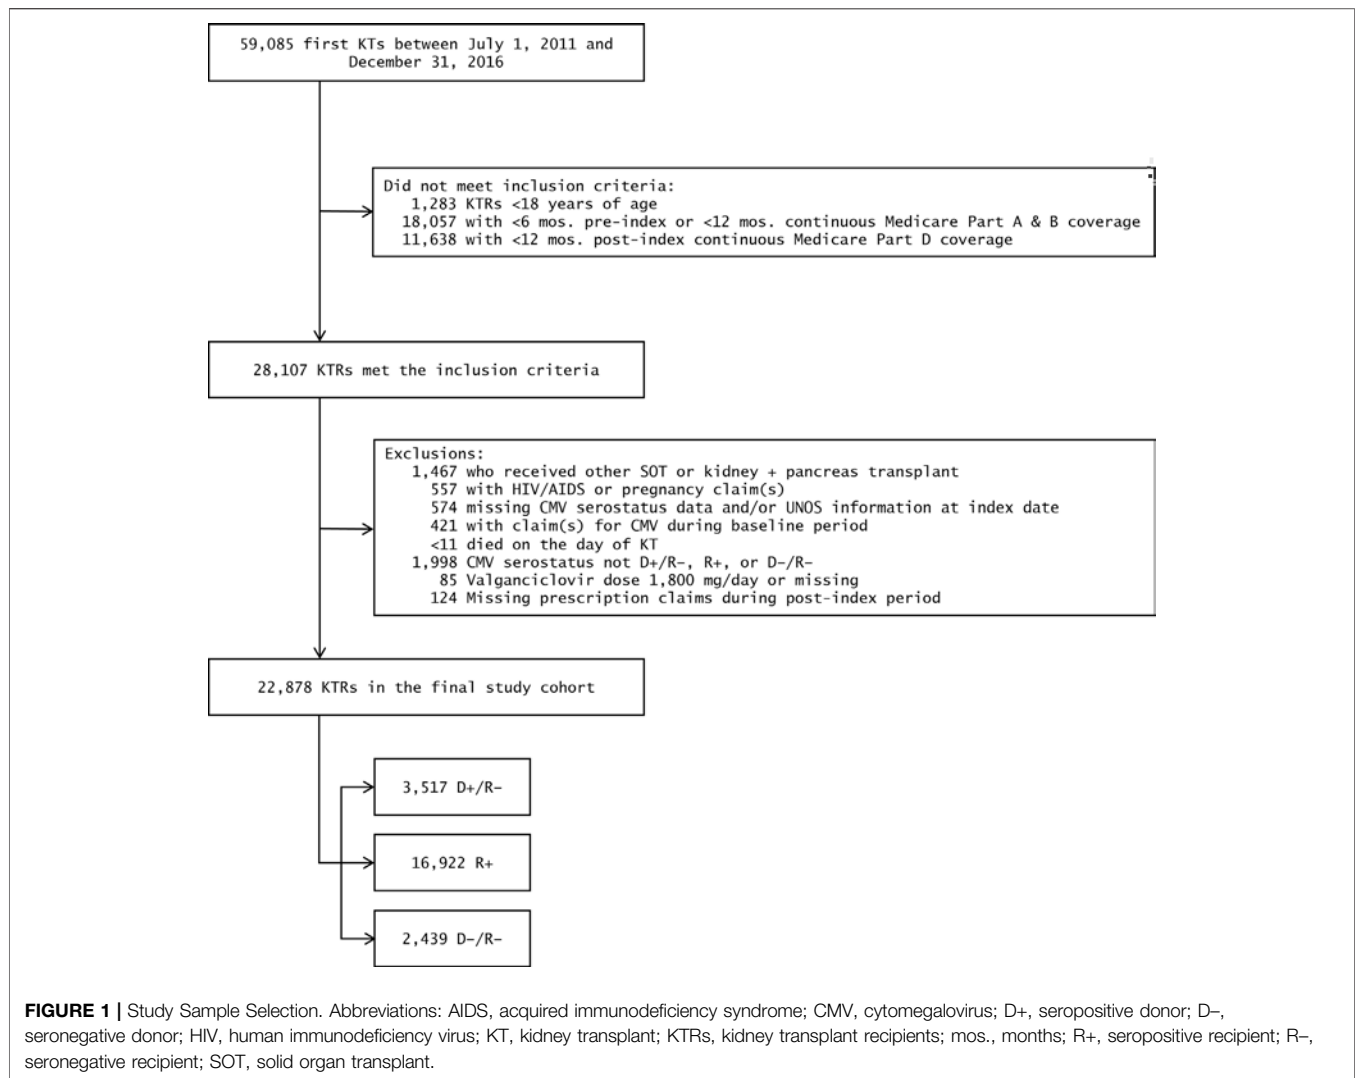 59,085 first KTs between July 1, 2011 and
December 31, 2016
Did not meet inclusion criteria:
1,283 KTRs <18 years of age
18,057 with <6 mos. pre-index or <12 mos. continuous Medicare Part A & B coverage
11,638 with <12 mos. post-index continuous Medicare Part D coverage
28,107 KTRs met the inclusion criteria
Exclusions:
1,467 who received other SOT or kidney + pancreas transplant
557 with HIV/AIDS or pregnancy claim(s)
574 missing CMV serostatus data and/or UNOS information at index date
421 with claim(s) for CMV during baseline period
<11 died on the day of KT
1,998 CMV serostatus not D+/R−, R+, or D−/R−
85 Valganciclovir dose 1,800 mg/day or missing
124 Missing prescription claims during post-index period
22,878 KTRs in the final study cohort
3,517 D+/R−
16,922 R+
2,439 D−/R−
FIGURE 1 | Study Sample Selection. Abbreviations: AIDS, acquired immunodeficiency syndrome; CMV, cytomegalovirus; D+, seropositive donor; D−,
seronegative donor; HIV, human immunodeficiency virus; KT, kidney transplant; KTRs, kidney transplant recipients; mos., months; R+, seropositive recipient; R−,
seronegative recipient; SOT, solid organ transplant.